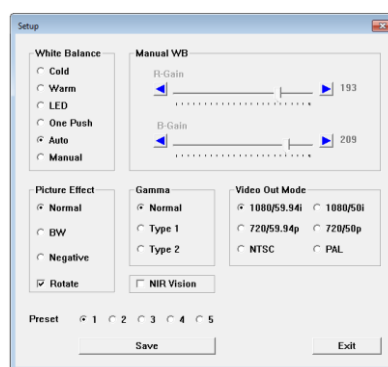 Setup
White Balance
Cold
Warm
LED
One Push
Auto
Manual
Manual WB
R-Gain
193
B-Gain
209
Picture Effect
Normal
BW
Negative
Rotate
Gamma
Normal
Type 1
Type 2
NIR Vision
Video Out Mode
1080/59.94i 1080/50i
720/59.94p 720/50p
NTSC PAL
Preset 1 2 3 4 5
Save Exit